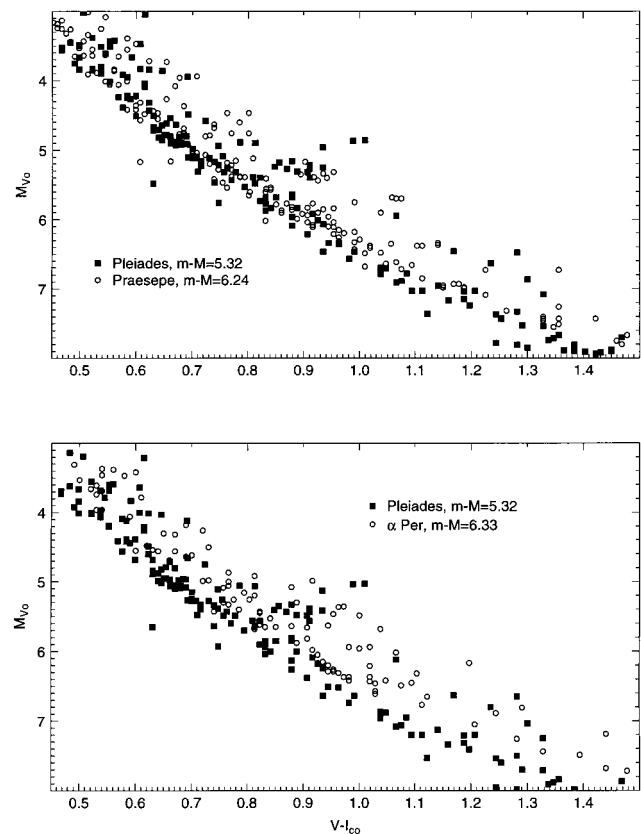 4
5
6
7
M_Vo
■ Pleiades, m-M=5.32
○ Praesepe, m-M=6.24
0.5 0.6 0.7 0.8 0.9 1.0 1.1 1.2 1.3 1.4
4
5
6
7
M_Vo
■ Pleiades, m-M=5.32
○ α Per, m-M=6.33
0.5 0.6 0.7 0.8 0.9 1.0 1.1 1.2 1.3 1.4
V-I_co